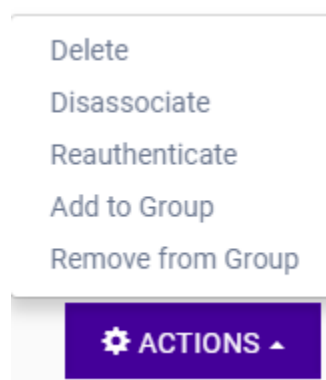 Delete
Disassociate
Reauthenticate
Add to Group
Remove from Group
ACTIONS